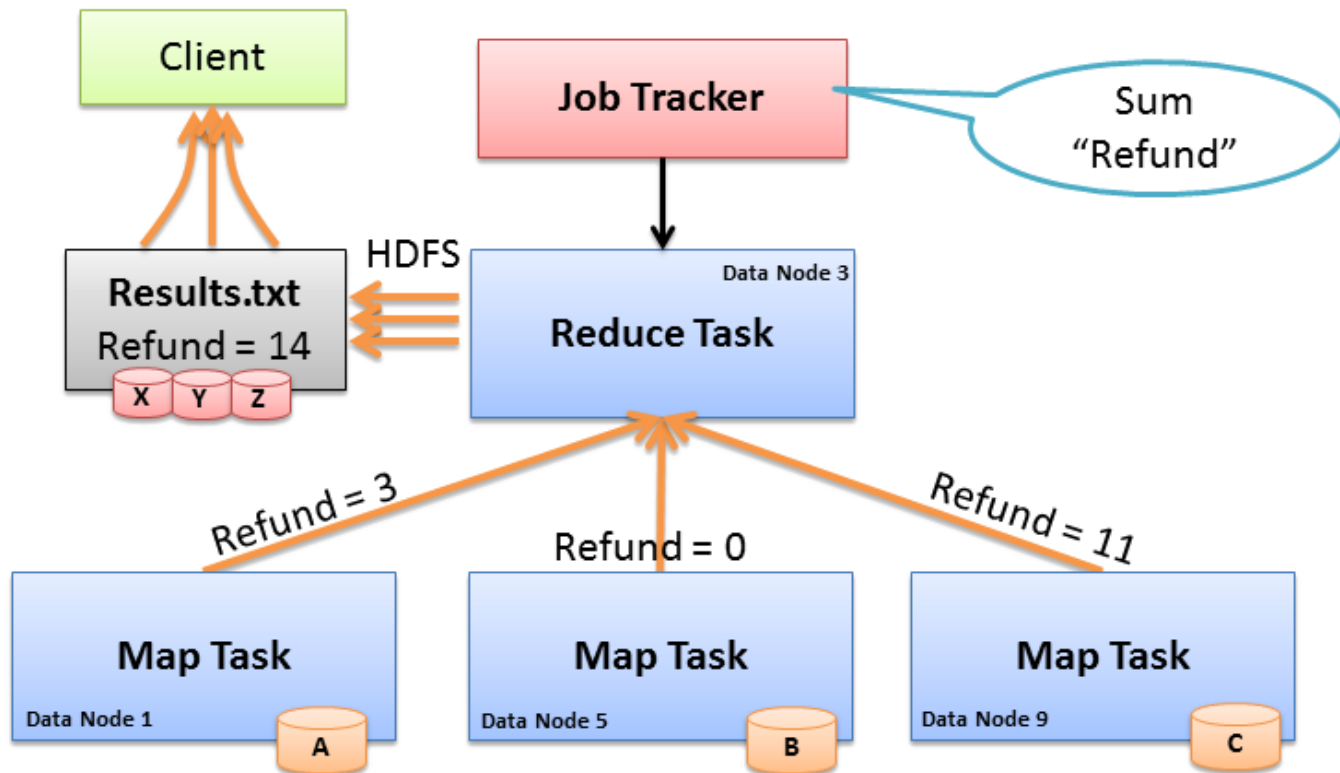 Client
Job Tracker
Sum
“Refund”
HDFS
Results.txt
Refund = 14
X
Y
Z
Data Node 3
Reduce Task
Refund = 3
Refund = 0
Refund = 11
Map Task
Data Node 1
A
Map Task
Data Node 5
B
Map Task
Data Node 9
C